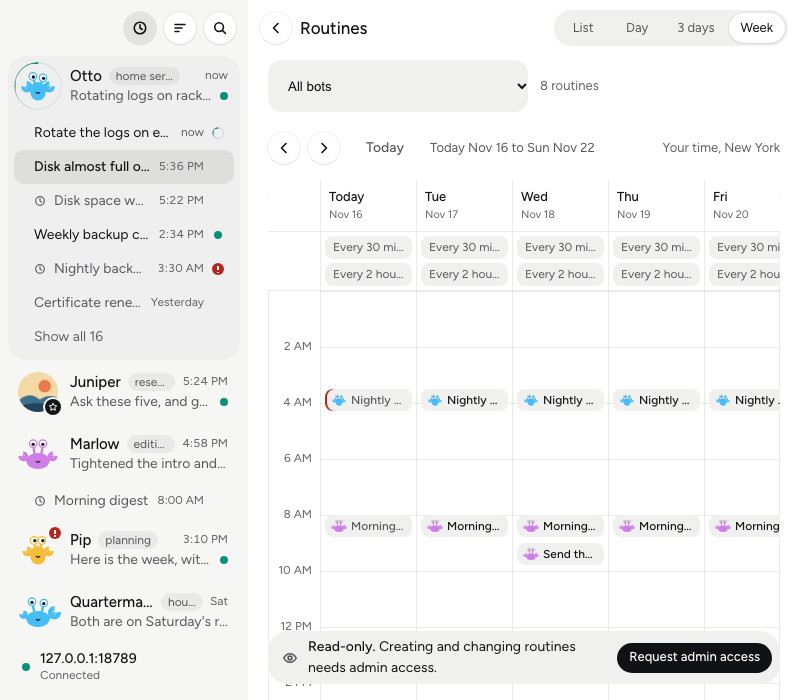 Otto home ser... now
Rotating logs on rack...
Rotate the logs on e... now
Disk almost full o... 5:36 PM
Disk space w... 5:22 PM
Weekly backup c... 2:34 PM
Nightly back... 3:30 AM
Certificate rene... Yesterday
Show all 16
Juniper rese... 5:24 PM
Ask these five, and g...
Marlow editi... 4:58 PM
Tightened the intro and...
Morning digest 8:00 AM
Pip planning 3:10 PM
Here is the week, wit...
Quarterma... hou... Sat
Both are on Saturday's r...
127.0.0.1:18789
Connected
Routines
List Day 3 days Week
All bots 8 routines
Today Today Nov 16 to Sun Nov 22 Your time, New York
Today Tue Wed Thu Fri
Nov 16 Nov 17 Nov 18 Nov 19 Nov 20
Every 30 mi... Every 30 mi... Every 30 mi... Every 30 mi... Every 30 mi
Every 2 hou... Every 2 hou... Every 2 hou... Every 2 hou... Every 2 hou
2 AM
4 AM Nightly ... Nightly ... Nightly ... Nightly ... Nightly .
6 AM
8 AM Morning... Morning... Morning... Morning... Morning
Send th...
10 AM
12 PM
Read-only. Creating and changing routines
needs admin access.
Request admin access